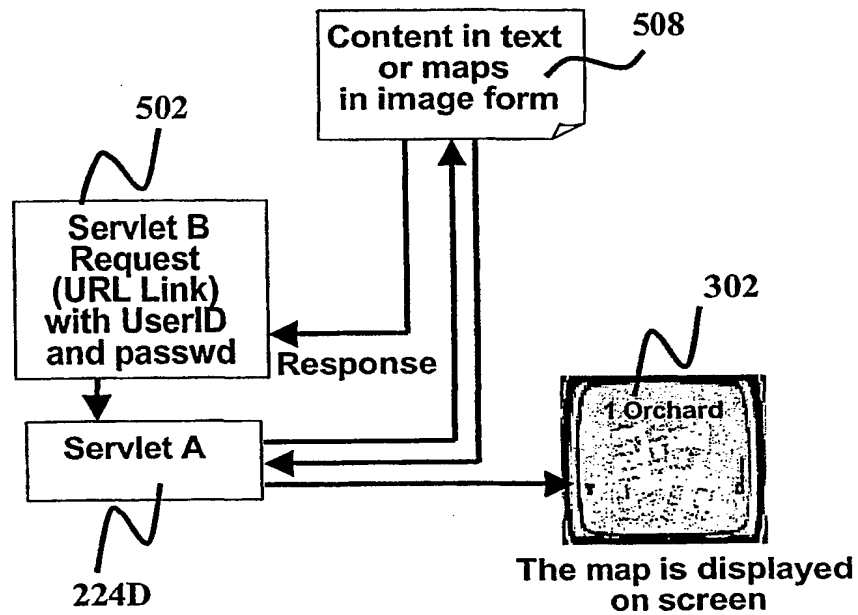 Content in text
or maps
in image form
508
502
Servlet B
Request
(URL Link)
with UserID
and passwd
Response
302
1 Orchard
Servlet A
224D
The map is displayed
on screen